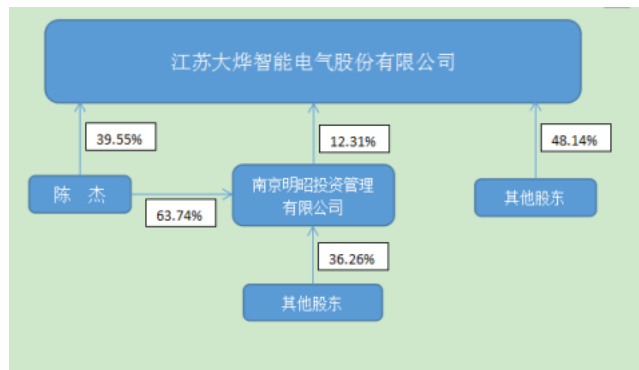 江苏大烨智能电气股份有限公司
39.55%
12.31%
48.14%
陈 杰
63.74%
南京明昭投资管理
有限公司
其他股东
36.26%
其他股东